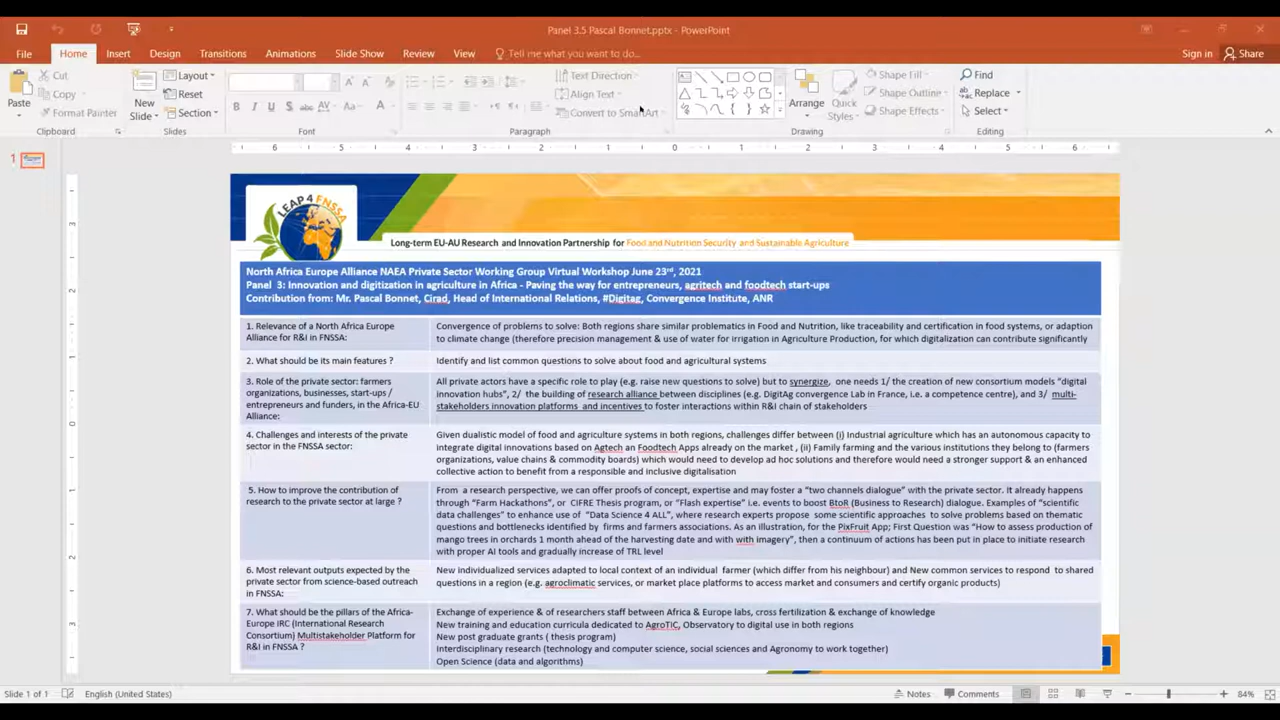 Panel 3.5 Pascal Bonnet.pptx - PowerPoint
File
Home
Insert
Design
Transitions
Animations
Slide Show
Review
View
Tell me what you want to do...
Sign in
Share
Paste
Cut
Copy
Format Painter
Clipboard
New
Slide
Layout
Reset
Section
Slides
Font
Text Direction
Align Text
Convert to SmartArt
Paragraph
Arrange
Quick
Styles
Shape Fill
Shape Outline
Shape Effects
Drawing
Find
Replace
Select
Editing
6 5 4 3 2 1 0 1 2 3 4 5 6
1
LEAP 4 FNSSA
Long-term EU-AU Research and Innovation Partnership for Food and Nutrition Security and Sustainable Agriculture
North Africa Europe Alliance NAEA Private Sector Working Group Virtual Workshop June 23rd, 2021
Panel 3: Innovation and digitization in agriculture in Africa - Paving the way for entrepreneurs, agritech and foodtech start-ups
Contribution from: Mr. Pascal Bonnet, Cirad, Head of International Relations, #Digitag, Convergence Institute, ANR
1. Relevance of a North Africa Europe
Alliance for R&I in FNSSA:
Convergence of problems to solve: Both regions share similar problematics in Food and Nutrition, like traceability and certification in food systems, or adaption
to climate change (therefore precision management & use of water for irrigation in Agriculture Production, for which digitalization can contribute significantly
2. What should be its main features ?
Identify and list common questions to solve about food and agricultural systems
3. Role of the private sector: farmers
organizations, businesses, start-ups /
entrepreneurs and funders, in the Africa-EU
Alliance:
All private actors have a specific role to play (e.g. raise new questions to solve) but to synergize, one needs 1/ the creation of new consortium models "digital
innovation hubs", 2/ the building of research alliance between disciplines (e.g. DigitAg convergence Lab in France, i.e. a competence centre), and 3/ multi-
stakeholders innovation platforms and incentives to foster interactions within R&I chain of stakeholders
4. Challenges and interests of the private
sector in the FNSSA sector:
Given dualistic model of food and agriculture systems in both regions, challenges differ between (i) Industrial agriculture which has an autonomous capacity to
integrate digital innovations based on Agtech an Foodtech Apps already on the market , (ii) Family farming and the various institutions they belong to (farmers
organizations, value chains & commodity boards) which would need to develop ad hoc solutions and therefore would need a stronger support & an enhanced
collective action to benefit from a responsible and inclusive digitalisation
5. How to improve the contribution of
research to the private sector at large ?
From a research perspective, we can offer proofs of concept, expertise and may foster a "two channels dialogue" with the private sector. It already happens
through "Farm Hackathons", or CIFRE Thesis program, or "Flash expertise" i.e. events to boost BtoR (Business to Research) dialogue. Examples of "scientific
data challenges" to enhance use of "Data Science 4 ALL", where research experts propose some scientific approaches to solve problems based on thematic
questions and bottlenecks identified by firms and farmers associations. As an illustration, for the PixFruit App; First Question was "How to assess production of
mango trees in orchards 1 month ahead of the harvesting date and with with imagery", then a continuum of actions has been put in place to initiate research
with proper AI tools and gradually increase of TRL level
6. Most relevant outputs expected by the
private sector from science-based outreach
in FNSSA:
New individualized services adapted to local context of an individual farmer (which differ from his neighbour) and New common services to respond to shared
questions in a region (e.g. agroclimatic services, or market place platforms to access market and consumers and certify organic products)
7. What should be the pillars of the Africa-
Europe IRC (International Research
Consortium) Multistakeholder Platform for
R&I in FNSSA ?
Exchange of experience & of researchers staff between Africa & Europe labs, cross fertilization & exchange of knowledge
New training and education curricula dedicated to AgroTIC, Observatory to digital use in both regions
New post graduate grants ( thesis program)
Interdisciplinary research (technology and computer science, social sciences and Agronomy to work together)
Open Science (data and algorithms)
Slide 1 of 1
English (United States)
Notes
Comments
84%